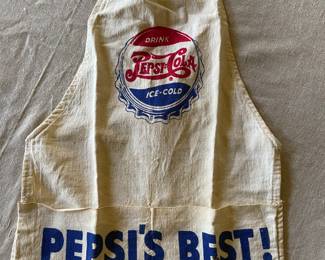 DRINK
PEPSI-COLA
ICE-COLD
PEPSI'S BEST!